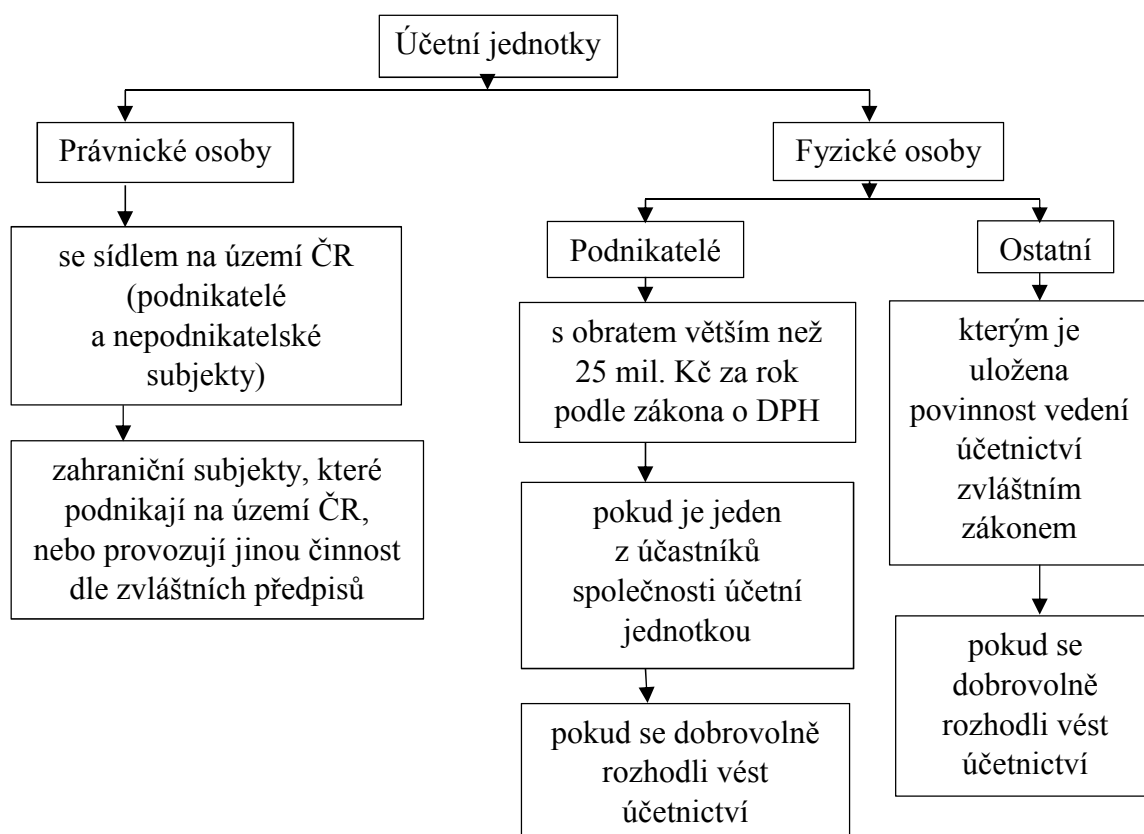 Účetní jednotky
Právnické osoby
Fyzické osoby
se sídlem na území ČR
(podnikatelé
a nepodnikatelské
subjekty)
zahraniční subjekty, které
podnikají na území ČR,
nebo provozují jinou činnost
dle zvláštních předpisů
Podnikatelé
s obratem větším než
25 mil. Kč za rok
podle zákona o DPH
pokud je jeden
z účastníků
společnosti účetní
jednotkou
pokud se dobrovolně
rozhodli vést
účetnictví
Ostatní
kterým je
uložena
povinnost vedení
účetnictví
zvláštním
zákonem
pokud se
dobrovolně
rozhodli vést
účetnictví